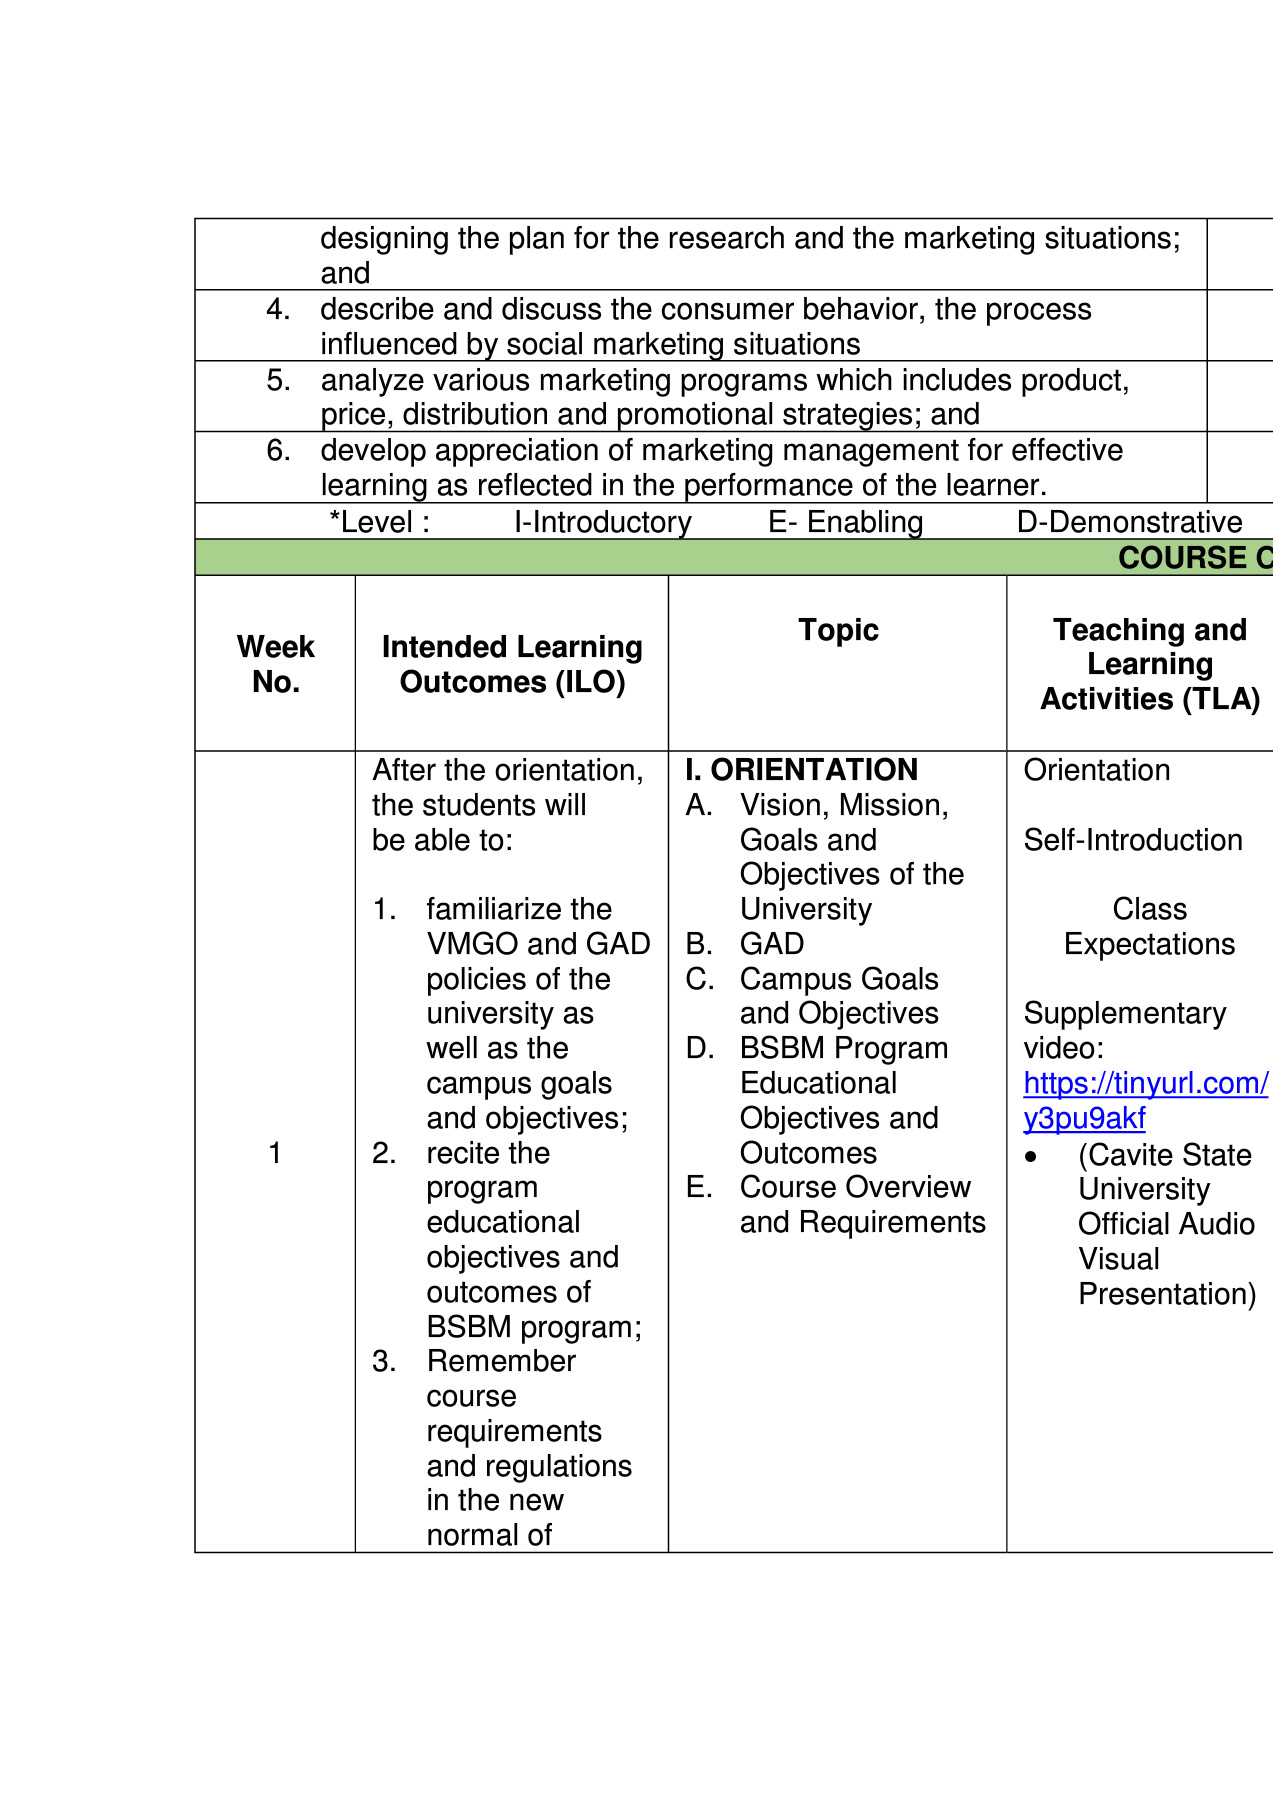 designing the plan for the research and the marketing situations;
and
4. describe and discuss the consumer behavior, the process
influenced by social marketing situations
5. analyze various marketing programs which includes product,
price, distribution and promotional strategies; and
6. develop appreciation of marketing management for effective
learning as reflected in the performance of the learner.
*Level : I-Introductory E- Enabling D-Demonstrative
COURSE C
Week
No.
Intended Learning
Outcomes (ILO)
Topic
Teaching and
Learning
Activities (TLA)
1
After the orientation,
the students will
be able to:
1. familiarize the
VMGO and GAD
policies of the
university as
well as the
campus goals
and objectives;
2. recite the
program
educational
objectives and
outcomes of
BSBM program;
3. Remember
course
requirements
and regulations
in the new
normal of
I. ORIENTATION
A. Vision, Mission,
Goals and
Objectives of the
University
B. GAD
C. Campus Goals
and Objectives
D. BSBM Program
Educational
Objectives and
Outcomes
E. Course Overview
and Requirements
Orientation
Self-Introduction
Class
Expectations
Supplementary
video:
https://tinyurl.com/
y3pu9akf
• (Cavite State
University
Official Audio
Visual
Presentation)